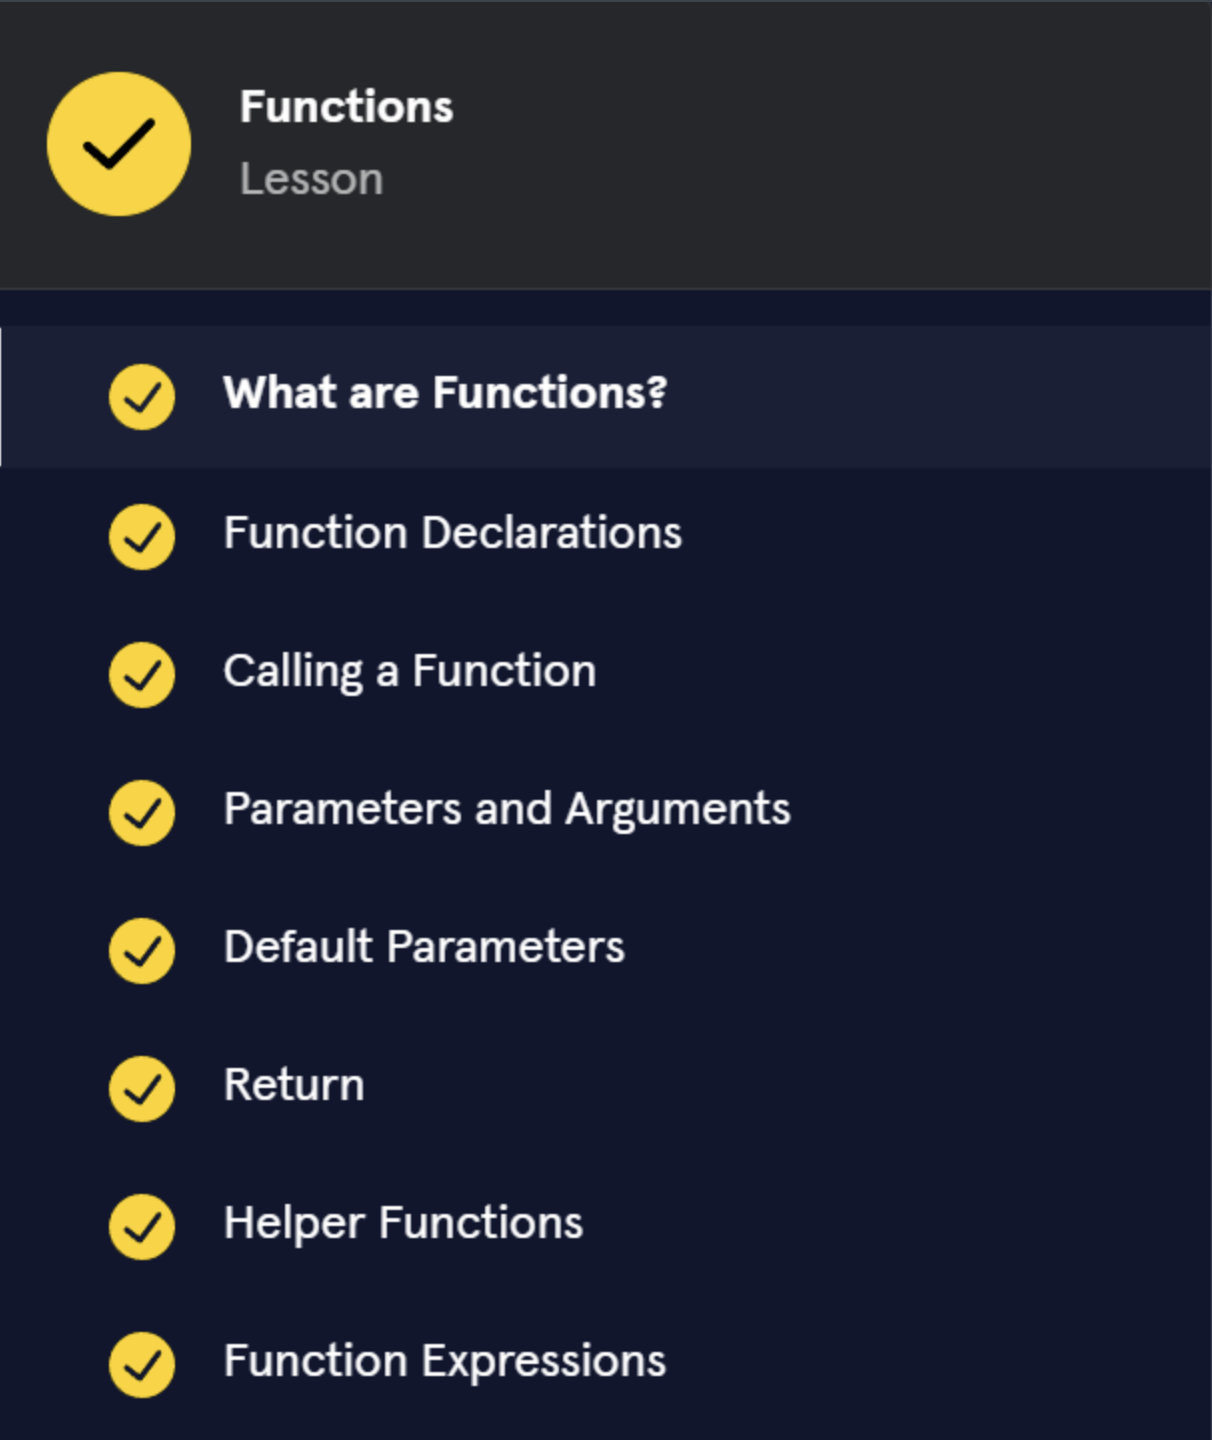 Functions
Lesson
What are Functions?
Function Declarations
Calling a Function
Parameters and Arguments
Default Parameters
Return
Helper Functions
Function Expressions